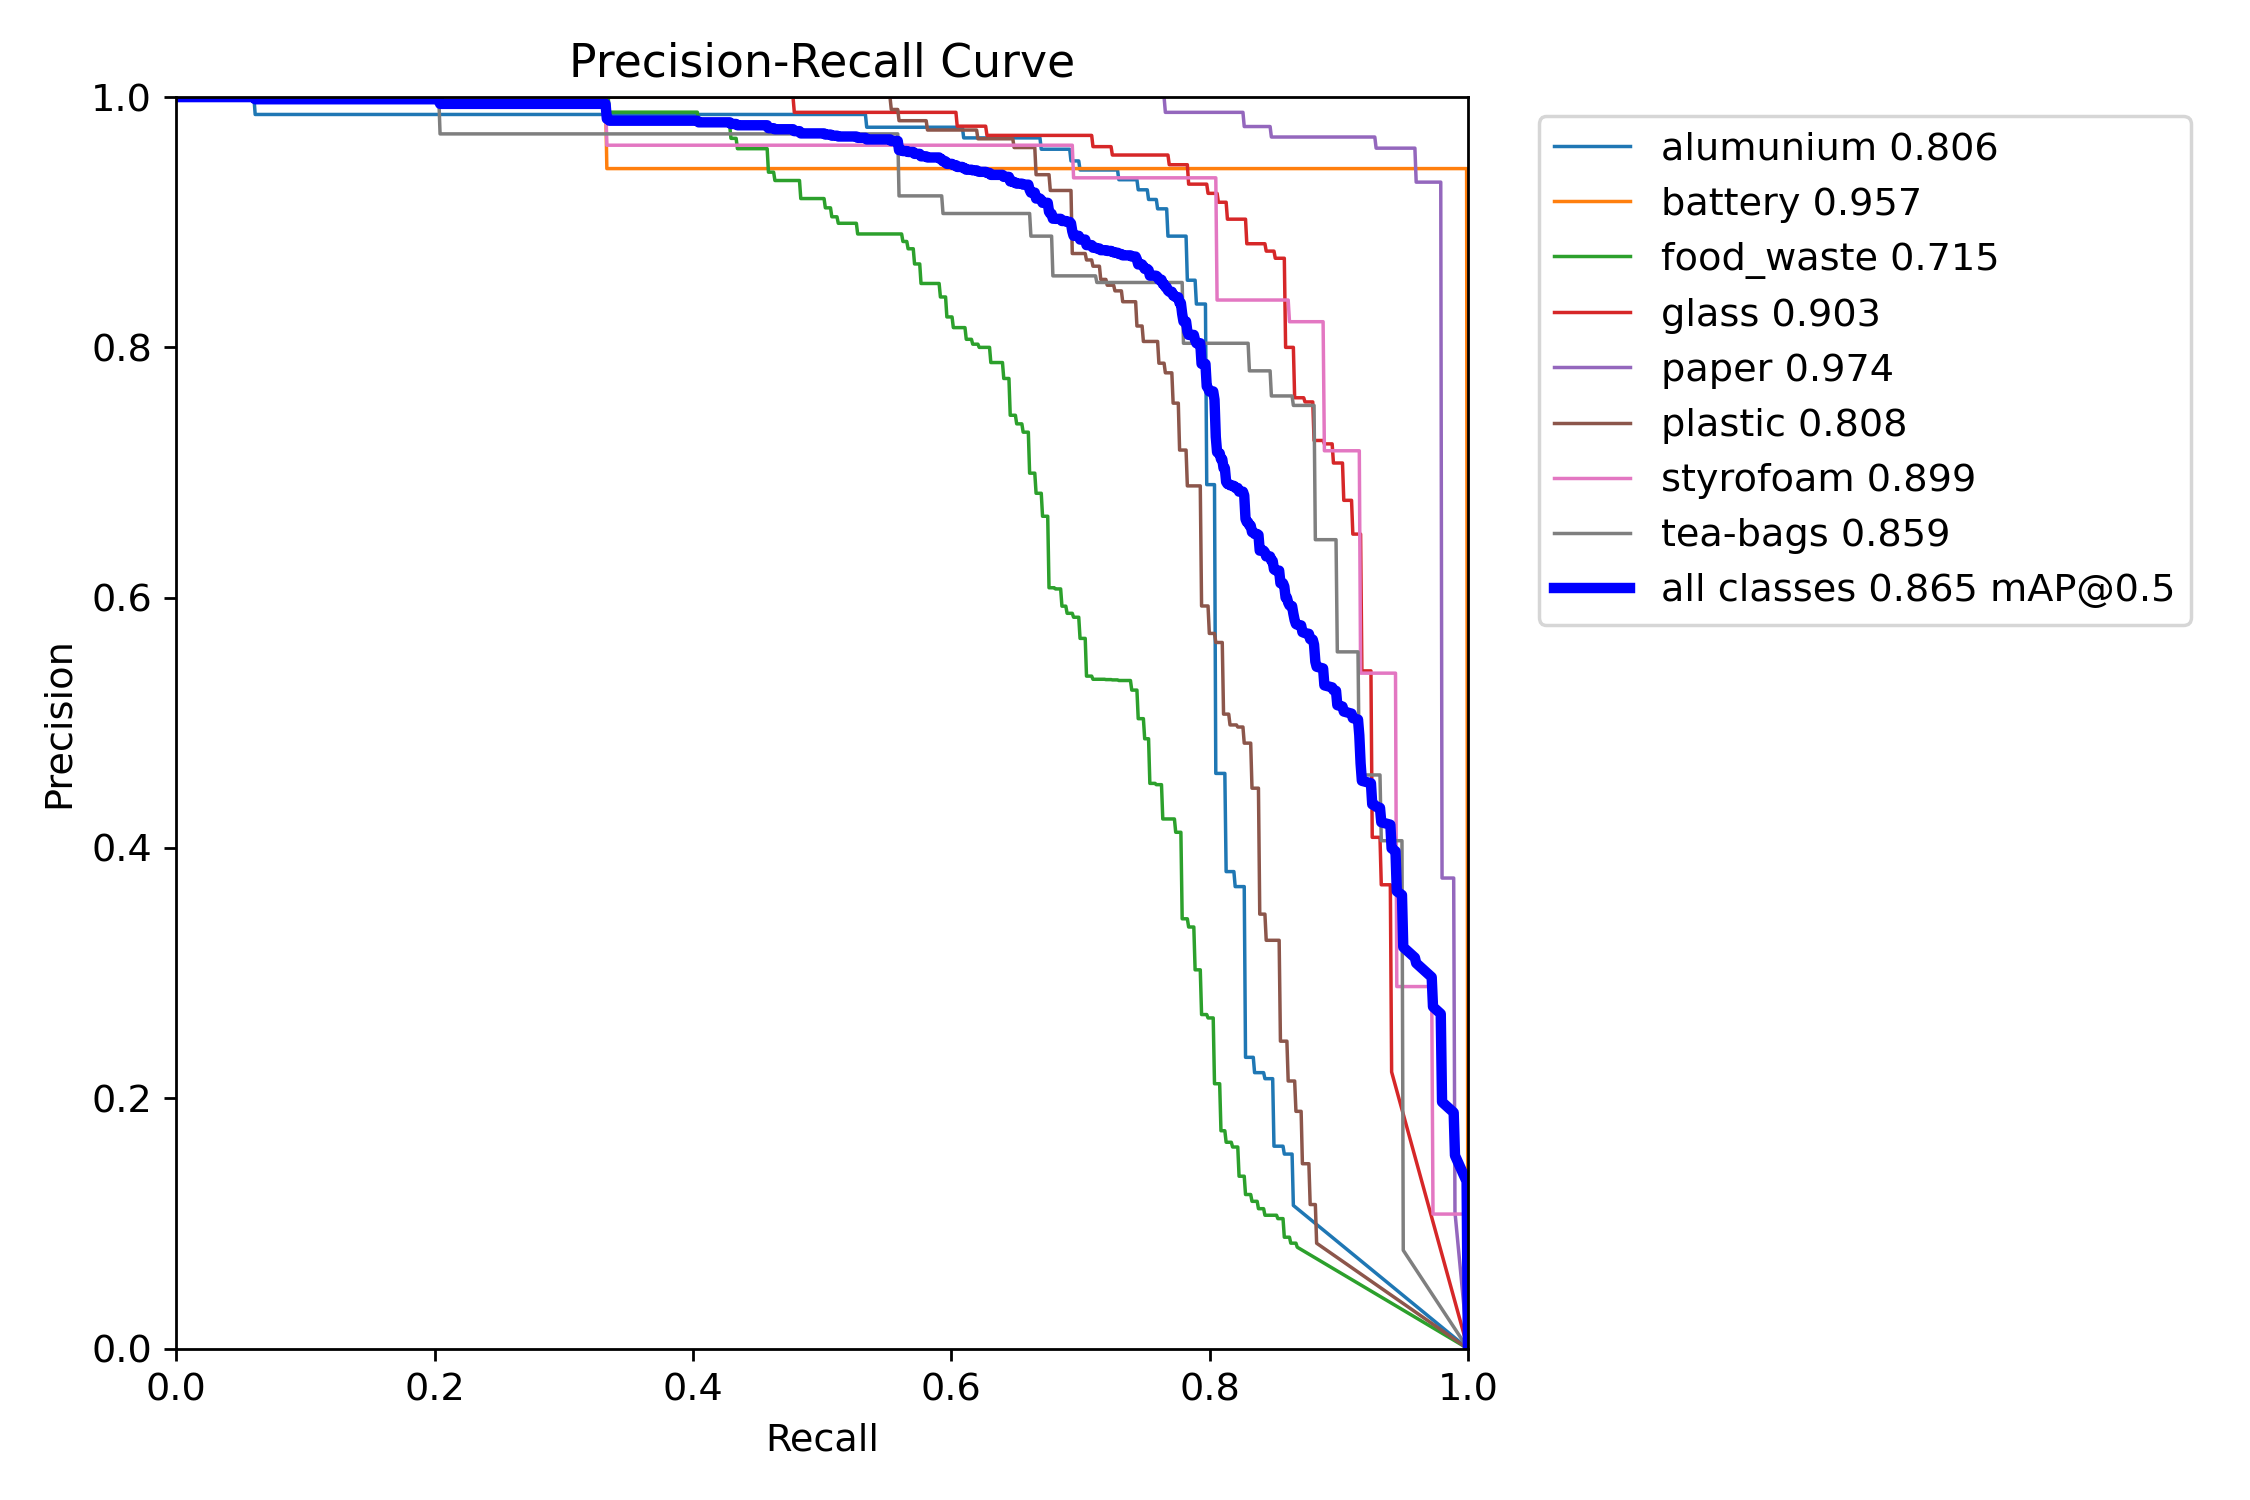 Precision-Recall Curve
1.0
0.8
0.6
0.4
0.2
0.0
Precision
0.0 0.2 0.4 0.6 0.8 1.0
Recall
alumunium 0.806
battery 0.957
food_waste 0.715
glass 0.903
paper 0.974
plastic 0.808
styrofoam 0.899
tea-bags 0.859
all classes 0.865 mAP@0.5